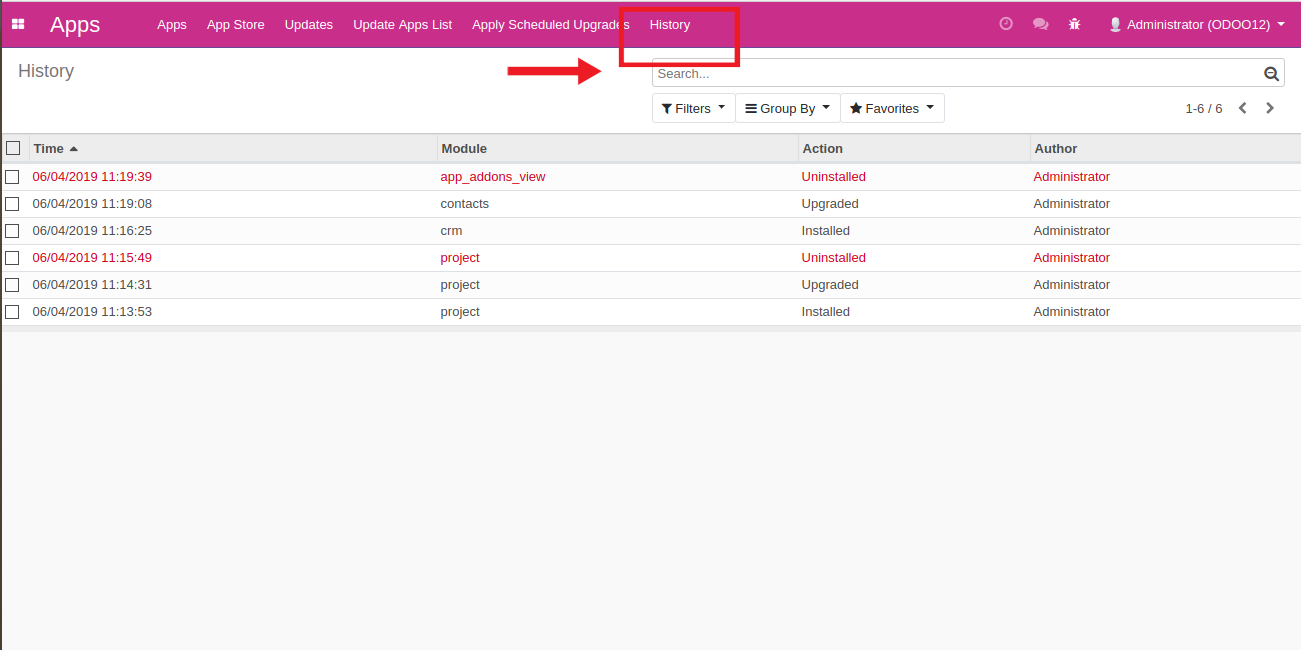 Apps Apps App Store Updates Update Apps List Apply Scheduled Upgrades History Administrator (ODOO12)
History
Search...
Filters Group By Favorites 1-6 / 6
Time Module Action Author
06/04/2019 11:19:39 app_addons_view Uninstalled Administrator
06/04/2019 11:19:08 contacts Upgraded Administrator
06/04/2019 11:16:25 crm Installed Administrator
06/04/2019 11:15:49 project Uninstalled Administrator
06/04/2019 11:14:31 project Upgraded Administrator
06/04/2019 11:13:53 project Installed Administrator